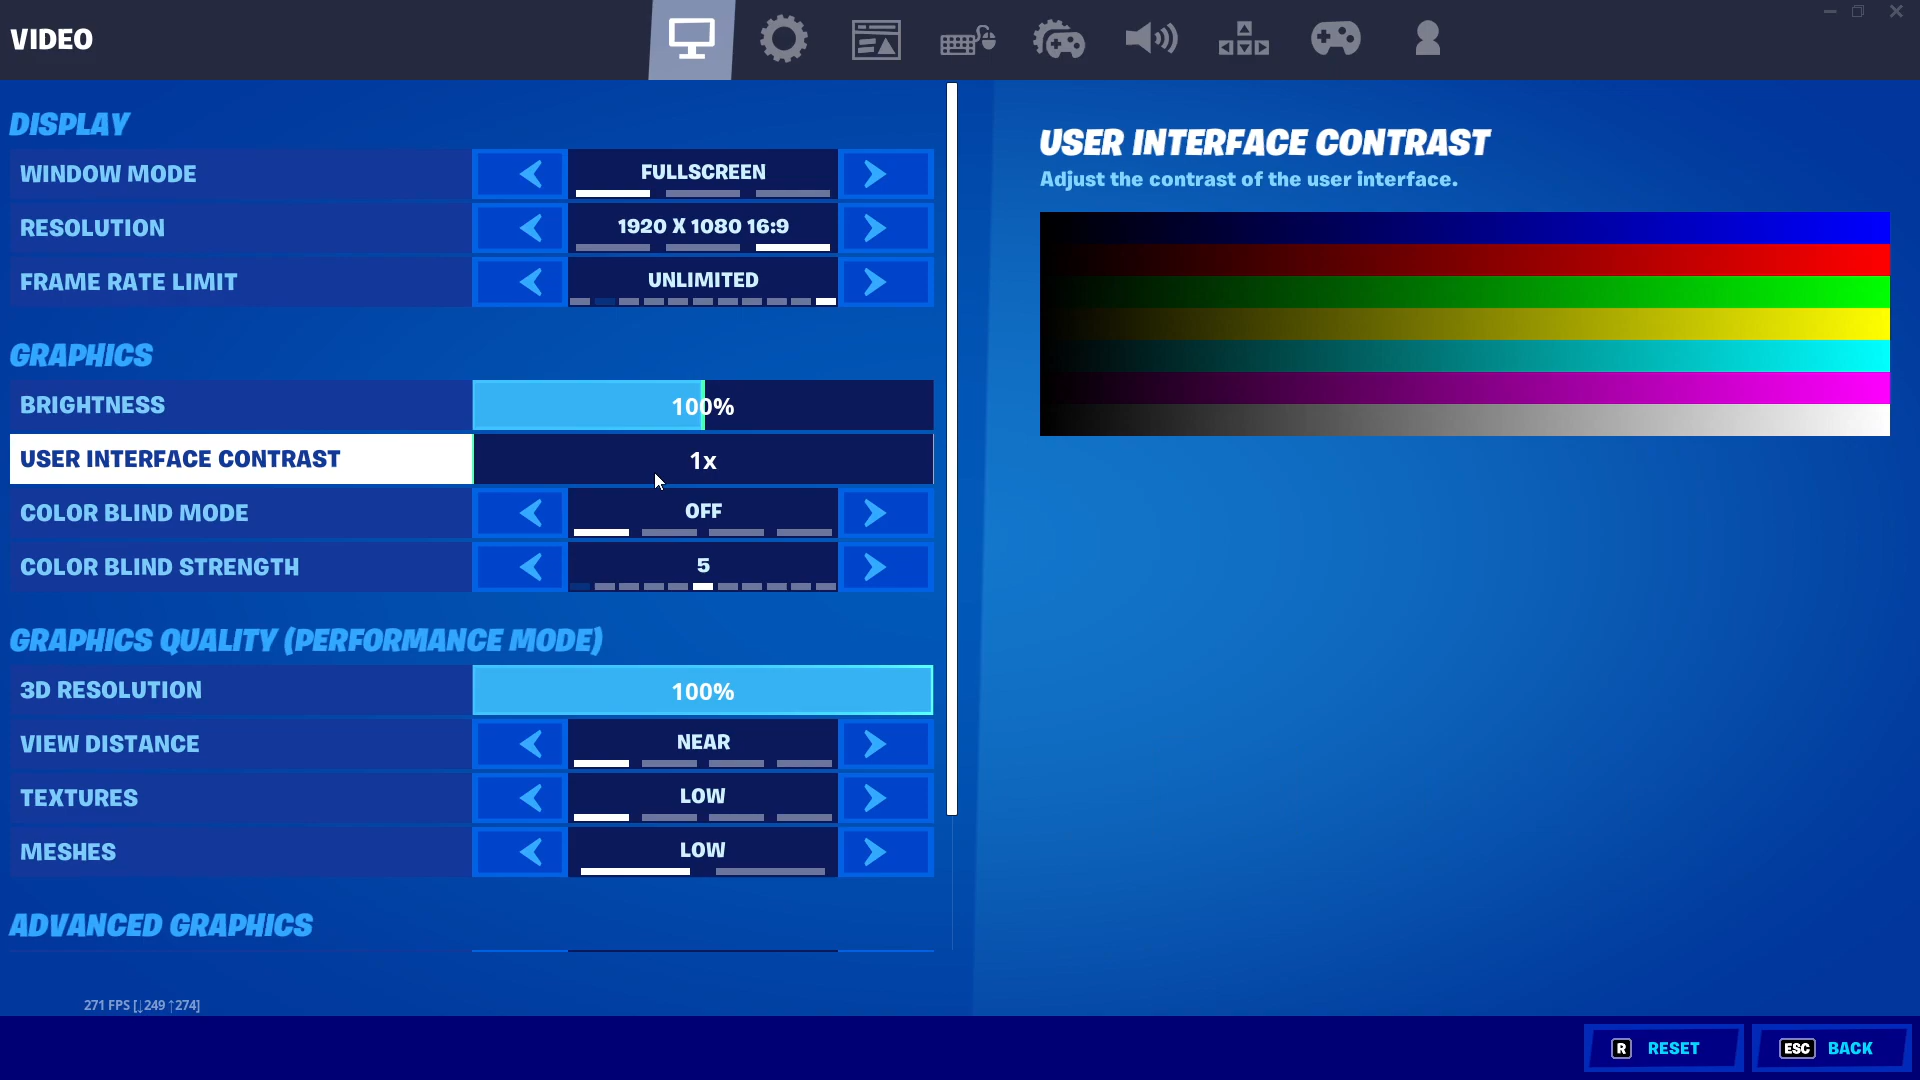 VIDEO
DISPLAY
WINDOW MODE
FULLSCREEN
RESOLUTION
1920 X 1080 16:9
FRAME RATE LIMIT
UNLIMITED
GRAPHICS
BRIGHTNESS
100%
USER INTERFACE CONTRAST
1x
COLOR BLIND MODE
OFF
COLOR BLIND STRENGTH
5
GRAPHICS QUALITY (PERFORMANCE MODE)
3D RESOLUTION
100%
VIEW DISTANCE
NEAR
TEXTURES
LOW
MESHES
LOW
ADVANCED GRAPHICS
271 FPS [↓249 ↑274]
USER INTERFACE CONTRAST
Adjust the contrast of the user interface.
R RESET
ESC BACK